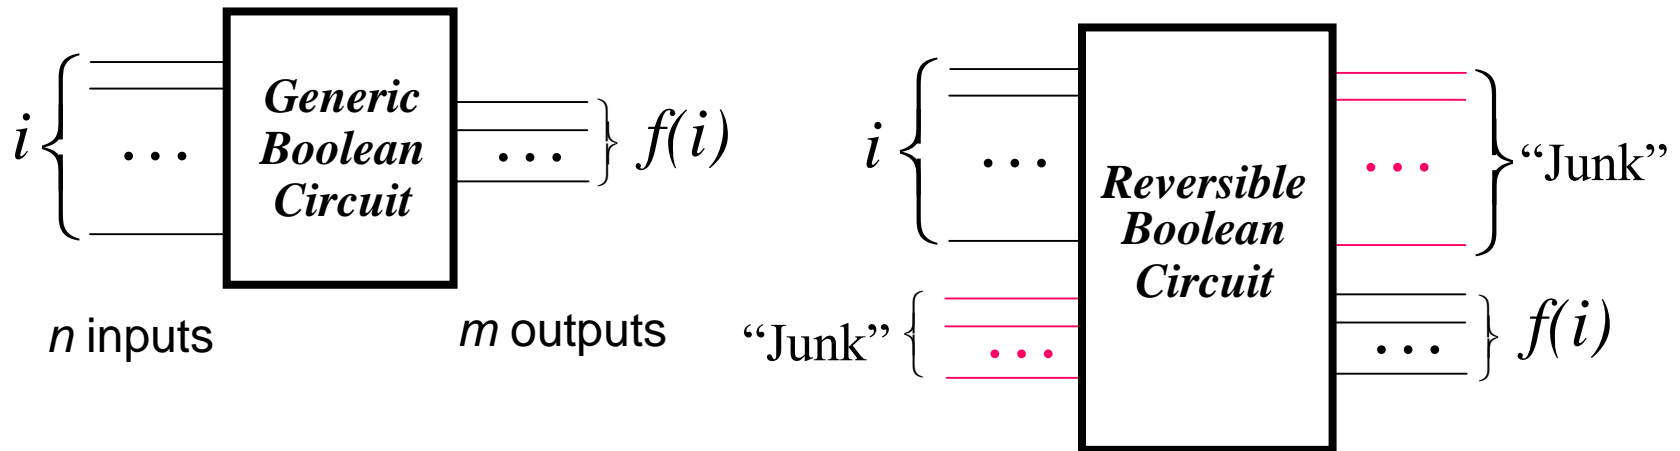 i
• • •
Generic
Boolean
Circuit
• • •
f(i)
n inputs
m outputs
i
• • •
“Junk”
• • •
Reversible
Boolean
Circuit
• • •
“Junk”
• • •
f(i)